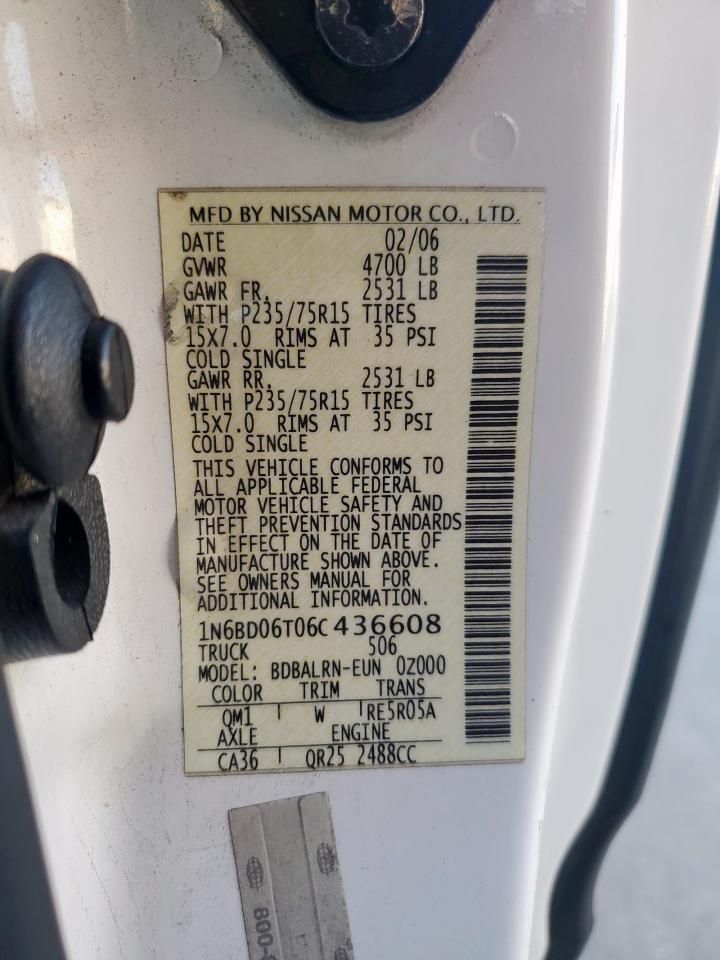 MFD BY NISSAN MOTOR CO., LTD.
DATE 02/06
GVWR 4700 LB
GAWR FR. 2531 LB
WITH P235/75R15 TIRES
15X7.0 RIMS AT 35 PSI
COLD SINGLE
GAWR RR. 2531 LB
WITH P235/75R15 TIRES
15X7.0 RIMS AT 35 PSI
COLD SINGLE
THIS VEHICLE CONFORMS TO
ALL APPLICABLE FEDERAL
MOTOR VEHICLE SAFETY AND
THEFT PREVENTION STANDARDS
IN EFFECT ON THE DATE OF
MANUFACTURE SHOWN ABOVE.
SEE OWNERS MANUAL FOR
ADDITIONAL INFORMATION.
1N6BD06T06C436608
TRUCK 506
MODEL: BDBALRN-EUN 0Z000
COLOR TRIM TRANS
QM1 W RE5R05A
AXLE ENGINE
CA36 QR25 2488CC